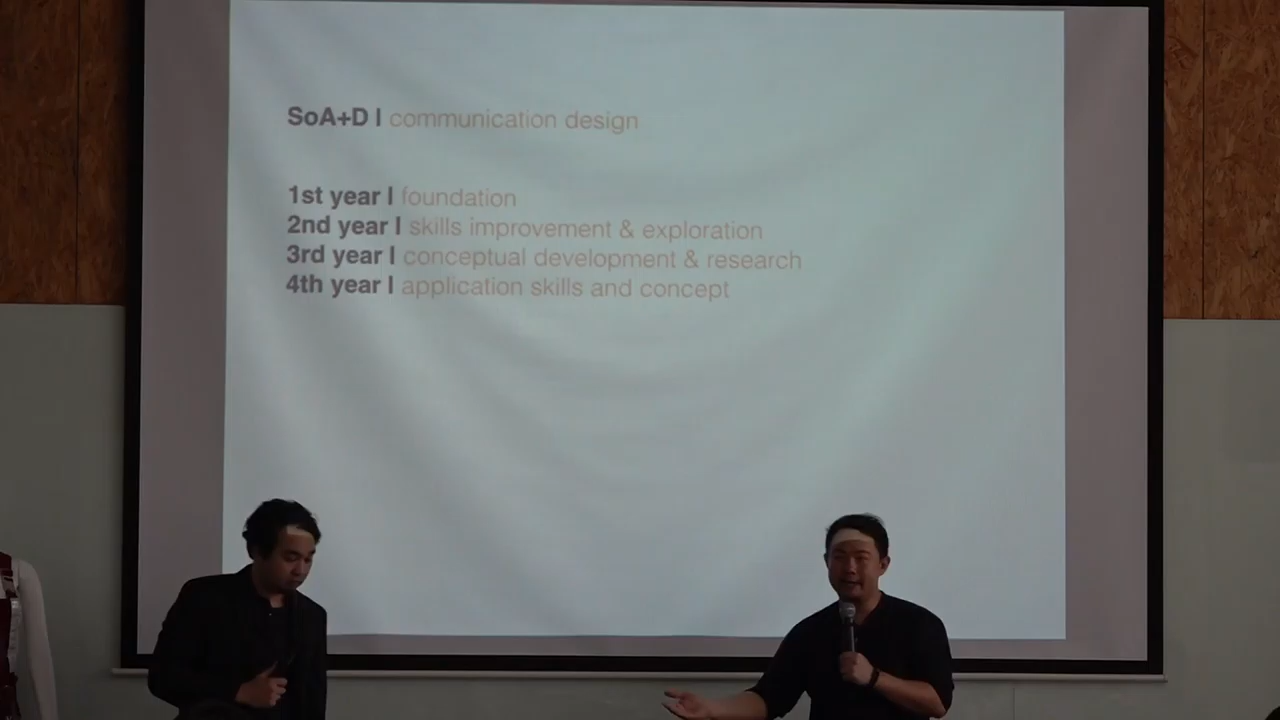 SoA+D | communication design
1st year | foundation
2nd year | skills improvement & exploration
3rd year | conceptual development & research
4th year | application skills and concept